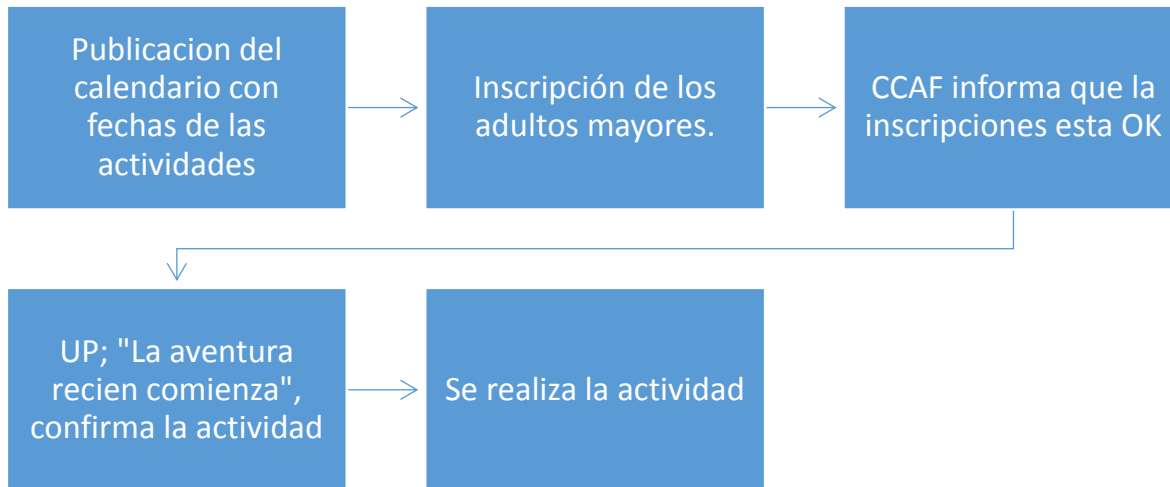 Publicacion del
calendario con
fechas de las
actividades
Inscripción de los
adultos mayores.
CCAF informa que la
inscripciones esta OK
UP; "La aventura
recien comienza",
confirma la actividad
Se realiza la actividad